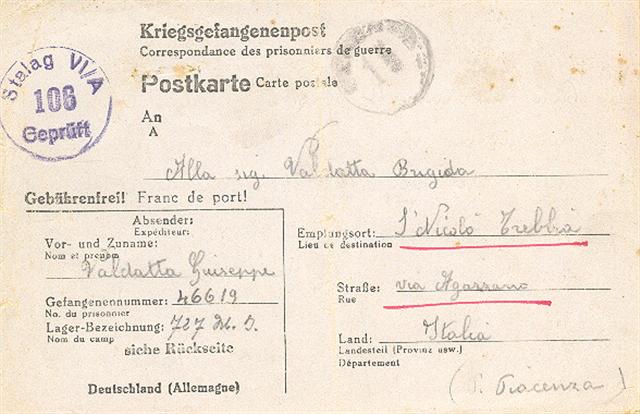 Kriegsgefangenenpost
Correspondance des prisonniers de guerre
Postkarte Carte postale
Stalag VI/A
106
Geprüft
An
A
Alla sig. Valdatta Brigida
Gebührenfrei! Franc de port!
Absender:
Expéditeur:
Vor- und Zuname:
Nom et prenom
Valdatta Giuseppe
Gefangenennummer: 46619
No. du prisonnier
Lager-Bezeichnung: 727
Nom du camp
siehe Rückseite
Deutschland (Allemagne)
Empfangsort: S. Nicolò Trebbia
Lieu de destination
Straße: via Agazzano
Rue
Land: Italia
Landesteil (Provinz usw.)
Département
(P. Piacenza)